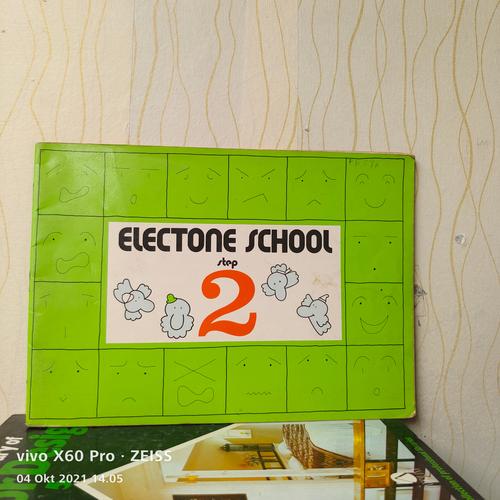 ELECTONE SCHOOL
step
2
vivo X60 Pro · ZEISS
04 Okt 2021 14.05